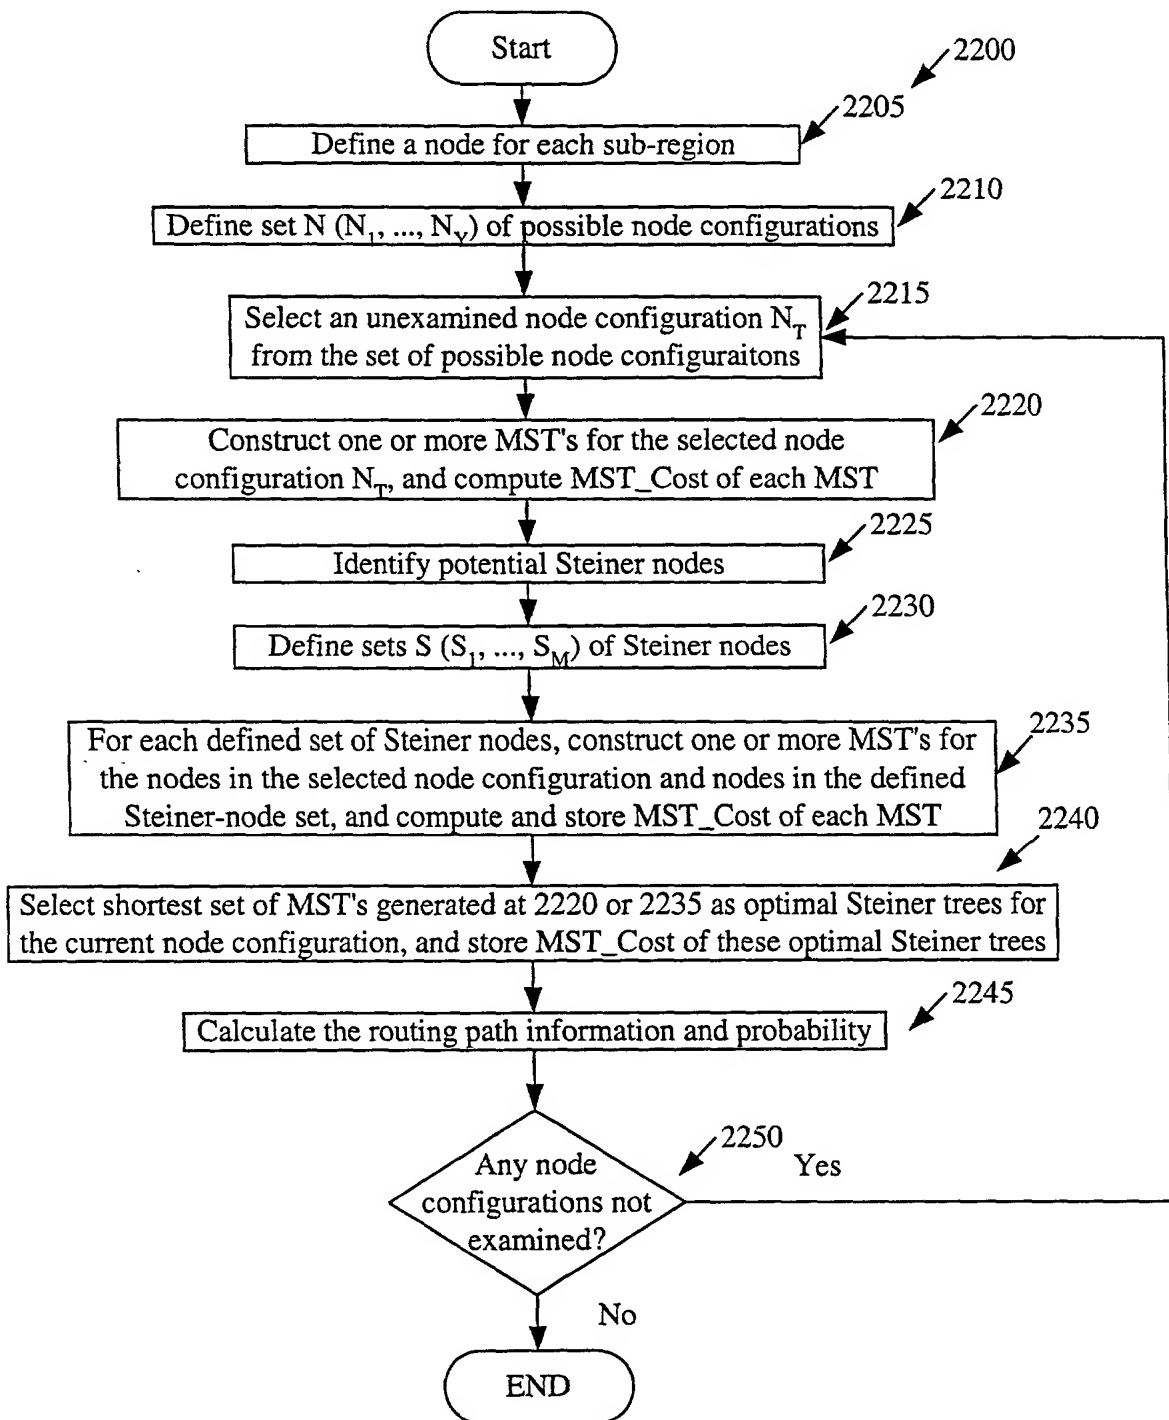 Start
2200
2205
Define a node for each sub-region
2210
Define set N (N₁, ..., Nᵧ) of possible node configurations
2215
Select an unexamined node configuration N_T
from the set of possible node configuraitons
2220
Construct one or more MST's for the selected node
configuration N_T, and compute MST_Cost of each MST
2225
Identify potential Steiner nodes
2230
Define sets S (S₁, ..., S_M) of Steiner nodes
2235
For each defined set of Steiner nodes, construct one or more MST's for
the nodes in the selected node configuration and nodes in the defined
Steiner-node set, and compute and store MST_Cost of each MST
2240
Select shortest set of MST's generated at 2220 or 2235 as optimal Steiner trees for
the current node configuration, and store MST_Cost of these optimal Steiner trees
2245
Calculate the routing path information and probability
2250
Yes
Any node
configurations not
examined?
No
END